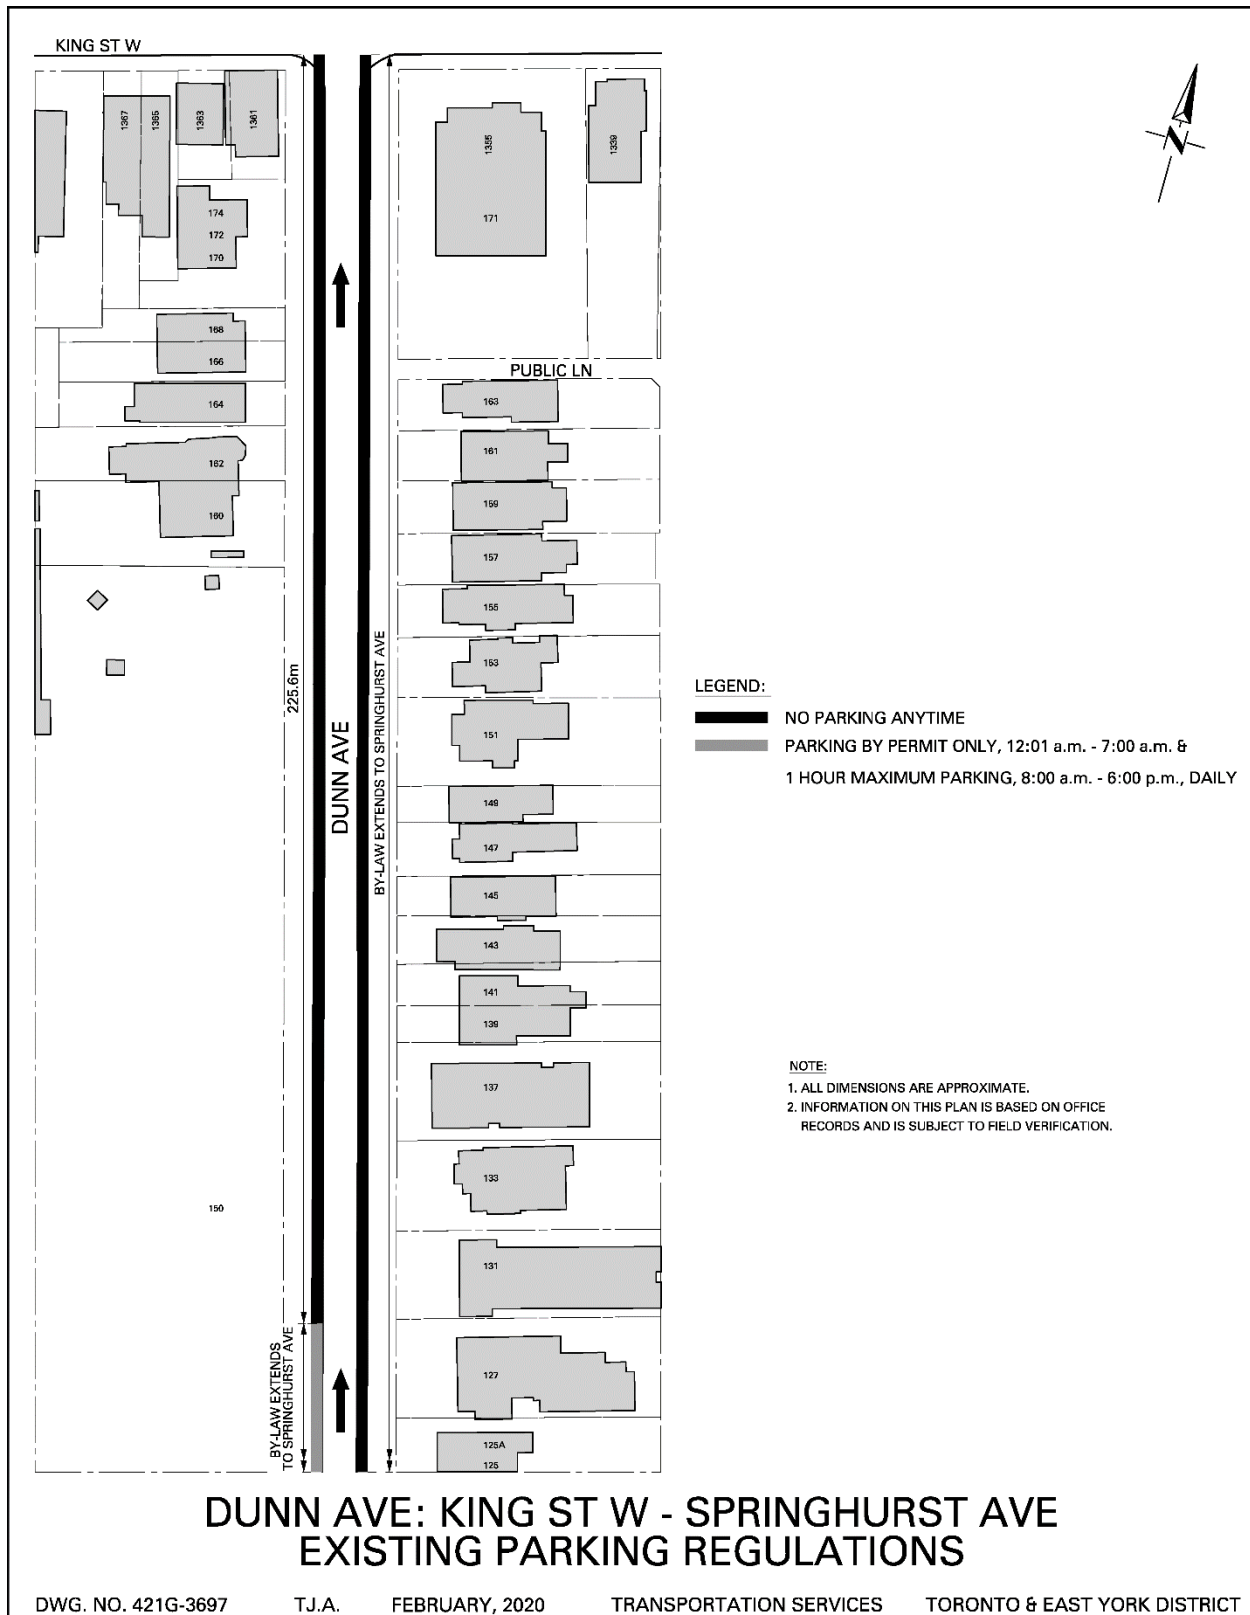 KING ST W
1367
1365
1363
1361
1355
1339
174
172
170
171
168
166
164
162
160
PUBLIC LN
163
161
159
157
155
153
151
149
147
145
143
141
139
137
133
131
127
125A
125
150
225.6m
DUNN AVE
BY-LAW EXTENDS TO SPRINGHURST AVE
BY-LAW EXTENDS
TO SPRINGHURST AVE
N
LEGEND:
NO PARKING ANYTIME
PARKING BY PERMIT ONLY, 12:01 a.m. - 7:00 a.m. &
1 HOUR MAXIMUM PARKING, 8:00 a.m. - 6:00 p.m., DAILY
NOTE:
1. ALL DIMENSIONS ARE APPROXIMATE.
2. INFORMATION ON THIS PLAN IS BASED ON OFFICE
RECORDS AND IS SUBJECT TO FIELD VERIFICATION.
DUNN AVE: KING ST W - SPRINGHURST AVE
EXISTING PARKING REGULATIONS
DWG. NO. 421G-3697 T.J.A. FEBRUARY, 2020 TRANSPORTATION SERVICES TORONTO & EAST YORK DISTRICT